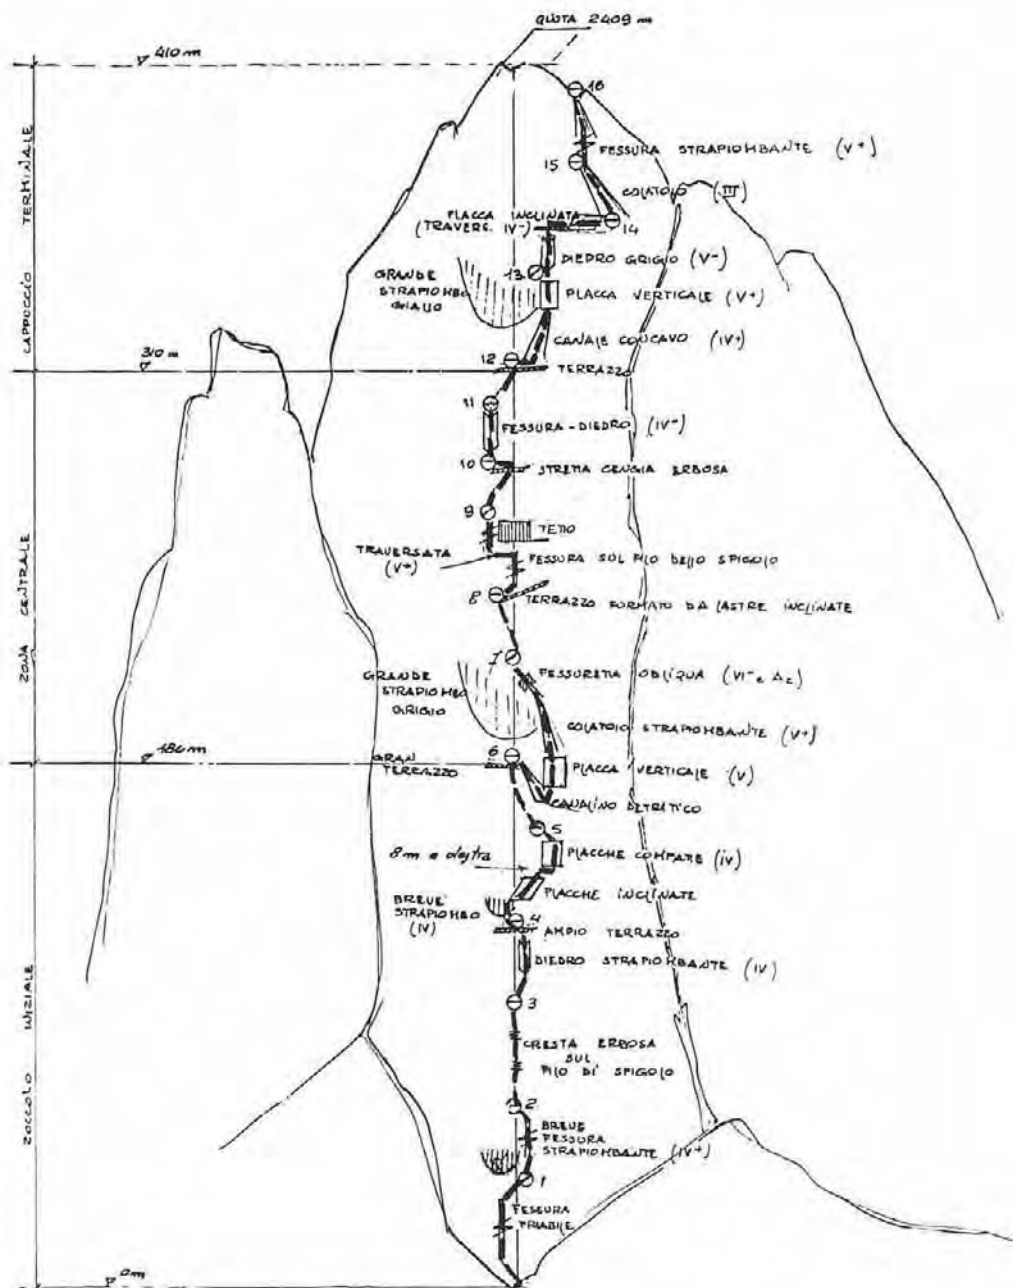 QUOTA 2409 m
410 m
16
FESSURA STRAPIOMBANTE (V+)
15
COLATOIO (III)
PLACCA INCLINATA
(TRAVERS. IV-)
14
DIEDRO GRIGIO (V-)
13
GRANDE
STRAPIOMBO
GIALLO
PLACCA VERTICALE (V+)
CANALE CONCAVO (IV+)
12
TERRAZZO
310 m
CAPPUCCIO TERMINALE
11
FESSURA-DIEDRO (IV-)
10
STRETTA CENGIA ERBOSA
9
TETTO
TRAVERSATA
(V+)
FESSURA SUL FILO DELLO SPIGOLO
8
TERRAZZO FORMATO DA LASTRE INCLINATE
ZONA CENTRALE
7
FESSURETTA OBLIQUA (VI- e A2)
GRANDE
STRAPIOMBO
GRIGIO
COLATOIO STRAPIOMBANTE (V+)
180 m
6
GRAN
TERRAZZO
PLACCA VERTICALE (V)
CANALINO DETRITICO
5
8 m a destra
PLACCHE COMPATTE (IV)
PLACCHE INCLINATE
BREVE
STRAPIOMBO
(IV)
4
AMPIO TERRAZZO
DIEDRO STRAPIOMBANTE (IV)
3
CRESTA ERBOSA
SUL
FILO DI SPIGOLO
ZOCCOLO INIZIALE
2
BREVE
FESSURA
STRAPIOMBANTE (IV+)
1
FESSURA
FRIABILE
0m